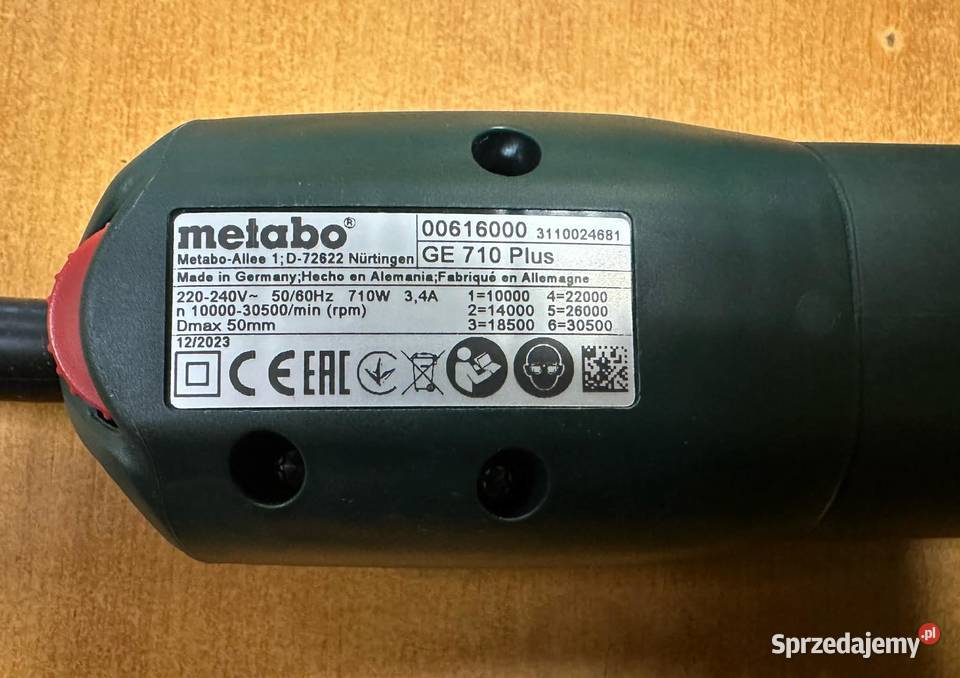 metabo®
00616000 3110024681
Metabo-Allee 1; D-72622 Nürtingen
GE 710 Plus
Made in Germany;Hecho en Alemania;Fabriqué en Allemagne
220-240V~ 50/60Hz 710W 3,4A
n 10000-30500/min (rpm)
Dmax 50mm
1=10000 4=22000
2=14000 5=26000
3=18500 6=30500
12/2023
CE EAC
Sprzedajemy.pl